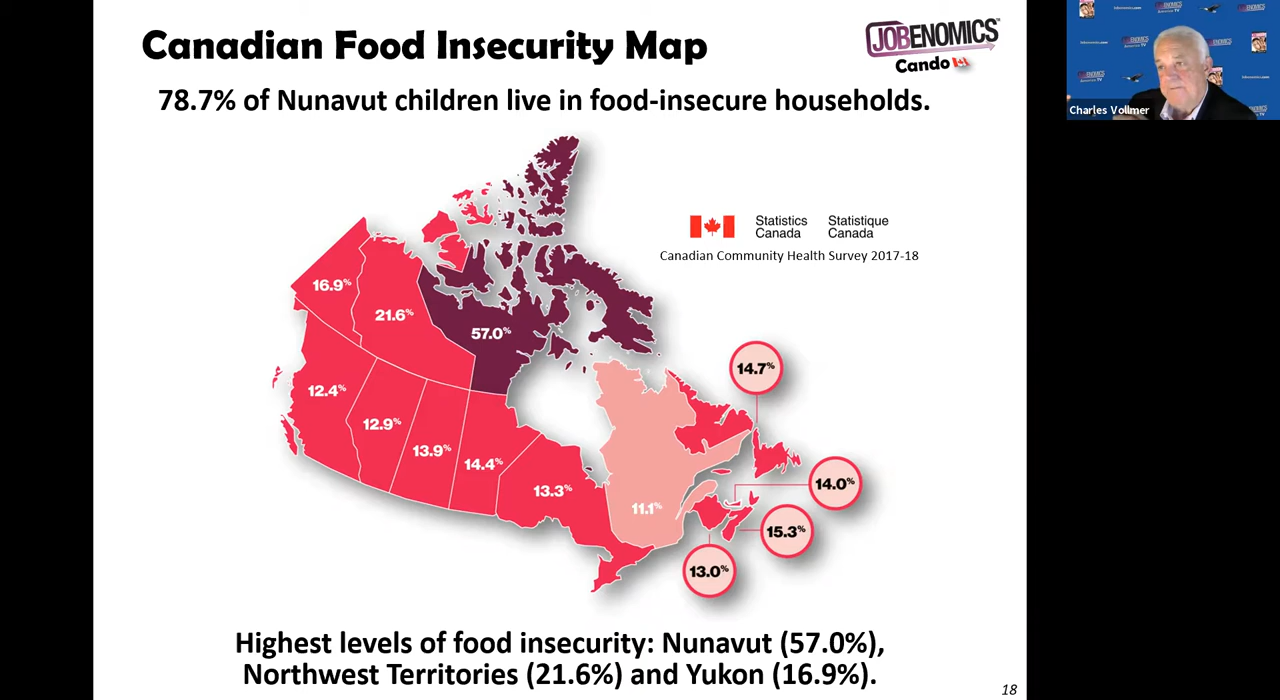 Canadian Food Insecurity Map
JOBENOMICS™
Cando
78.7% of Nunavut children live in food-insecure households.
Charles Vollmer
Statistics Canada
Statistique Canada
Canadian Community Health Survey 2017-18
16.9%
21.6%
57.0%
12.4%
12.9%
13.9%
14.4%
13.3%
11.1%
14.7%
14.0%
15.3%
13.0%
Highest levels of food insecurity: Nunavut (57.0%),
Northwest Territories (21.6%) and Yukon (16.9%).
18